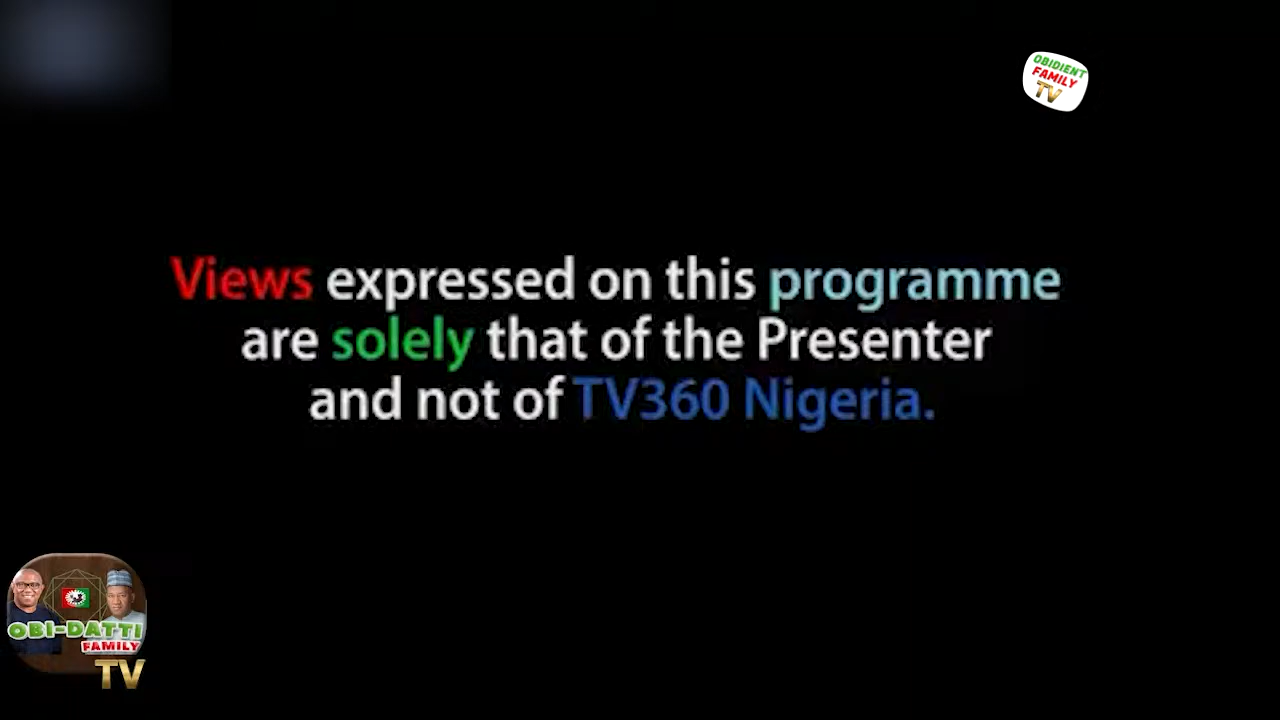 OBIDIENT
FAMILY
TV
Views expressed on this programme
are solely that of the Presenter
and not of TV360 Nigeria.
OBI-DATTI
FAMILY
TV